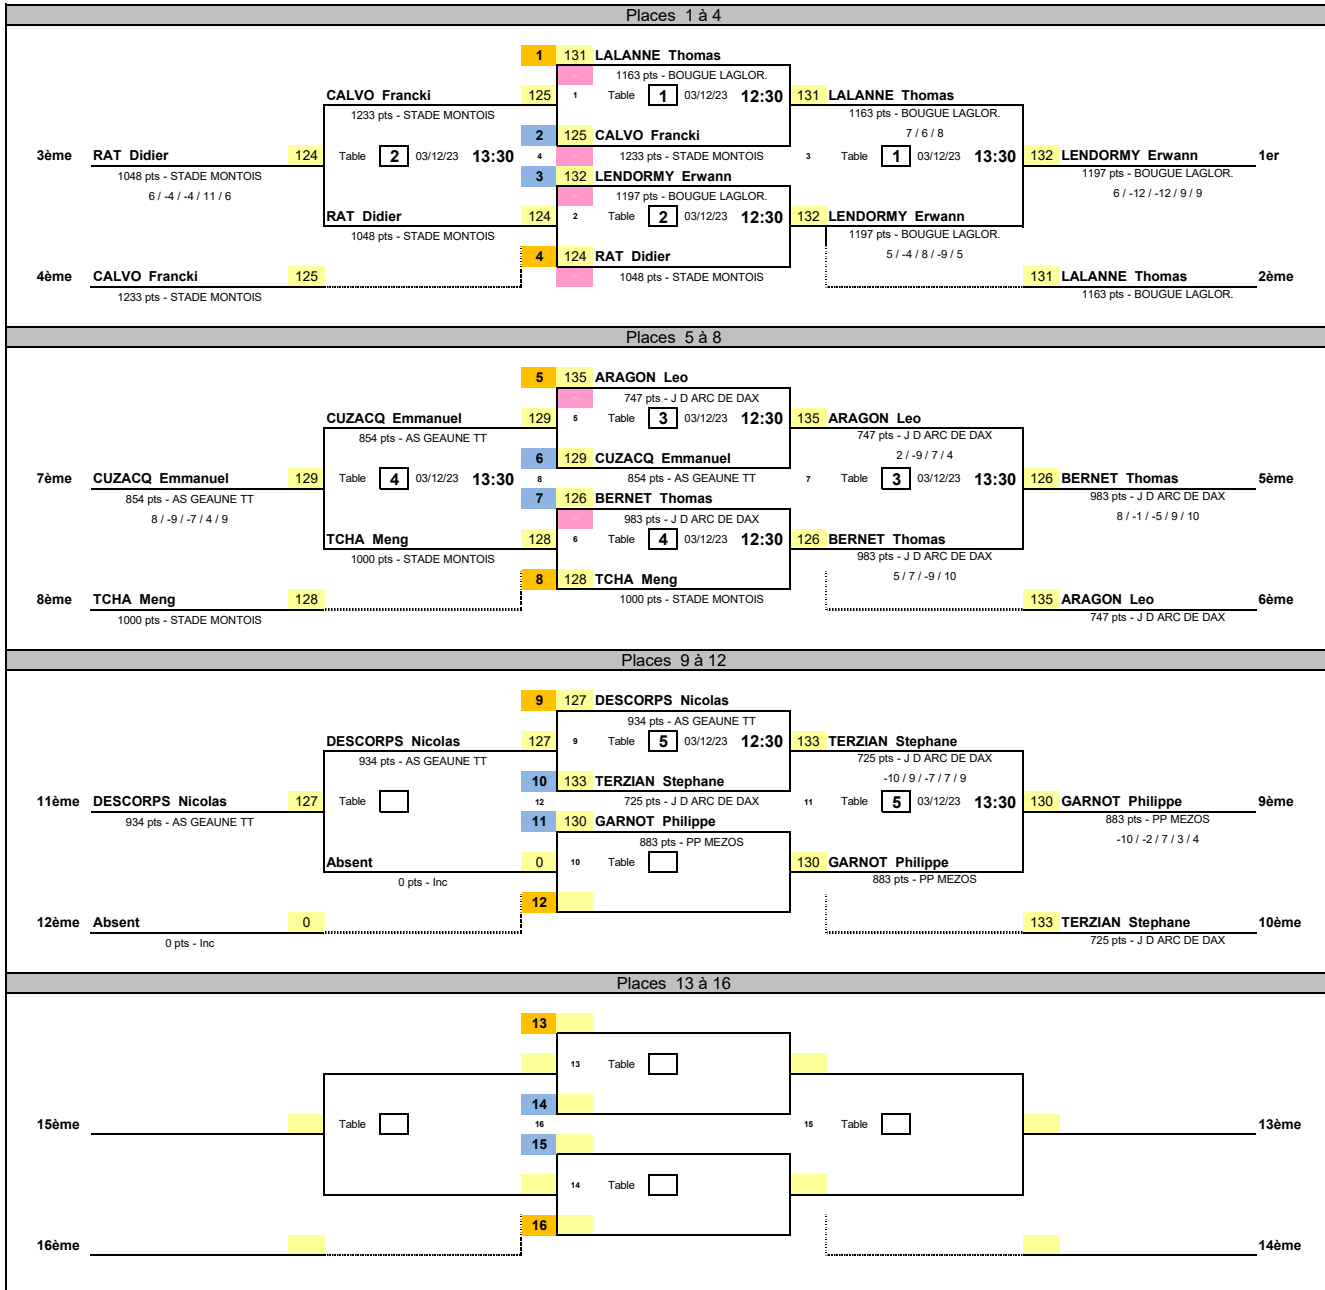 Places 1 à 4
1 131 LALANNE Thomas
1163 pts - BOUGUE LAGLOR.
CALVO Francki 125 1 Table 1 03/12/23 12:30 131 LALANNE Thomas
1233 pts - STADE MONTOIS 1163 pts - BOUGUE LAGLOR.
2 125 CALVO Francki 7 / 6 / 8
3ème RAT Didier 124 Table 2 03/12/23 13:30 4 1233 pts - STADE MONTOIS 3 Table 1 03/12/23 13:30 132 LENDORMY Erwann 1er
1048 pts - STADE MONTOIS 3 132 LENDORMY Erwann 1197 pts - BOUGUE LAGLOR.
6 / -4 / -4 / 11 / 6 1197 pts - BOUGUE LAGLOR. 6 / -12 / -12 / 9 / 9
RAT Didier 124 2 Table 2 03/12/23 12:30 132 LENDORMY Erwann
1048 pts - STADE MONTOIS 1197 pts - BOUGUE LAGLOR.
4 124 RAT Didier 5 / -4 / 8 / -9 / 5
4ème CALVO Francki 125 1048 pts - STADE MONTOIS 131 LALANNE Thomas 2ème
1233 pts - STADE MONTOIS 1163 pts - BOUGUE LAGLOR.
Places 5 à 8
5 135 ARAGON Leo
747 pts - J D ARC DE DAX
CUZACQ Emmanuel 129 5 Table 3 03/12/23 12:30 135 ARAGON Leo
854 pts - AS GEAUNE TT 747 pts - J D ARC DE DAX
6 129 CUZACQ Emmanuel 2 / -9 / 7 / 4
7ème CUZACQ Emmanuel 129 Table 4 03/12/23 13:30 8 854 pts - AS GEAUNE TT 7 Table 3 03/12/23 13:30 126 BERNET Thomas 5ème
854 pts - AS GEAUNE TT 7 126 BERNET Thomas 983 pts - J D ARC DE DAX
8 / -9 / -7 / 4 / 9 983 pts - J D ARC DE DAX 8 / -1 / -5 / 9 / 10
TCHA Meng 128 6 Table 4 03/12/23 12:30 126 BERNET Thomas
1000 pts - STADE MONTOIS 983 pts - J D ARC DE DAX
8 128 TCHA Meng 5 / 7 / -9 / 10
8ème TCHA Meng 128 1000 pts - STADE MONTOIS 135 ARAGON Leo 6ème
1000 pts - STADE MONTOIS 747 pts - J D ARC DE DAX
Places 9 à 12
9 127 DESCORPS Nicolas
934 pts - AS GEAUNE TT
DESCORPS Nicolas 127 9 Table 5 03/12/23 12:30 133 TERZIAN Stephane
934 pts - AS GEAUNE TT 725 pts - J D ARC DE DAX
10 133 TERZIAN Stephane -10 / 9 / -7 / 7 / 9
11ème DESCORPS Nicolas 127 Table 12 725 pts - J D ARC DE DAX 11 Table 5 03/12/23 13:30 130 GARNOT Philippe 9ème
934 pts - AS GEAUNE TT 11 130 GARNOT Philippe 883 pts - PP MEZOS
883 pts - PP MEZOS -10 / -2 / 7 / 3 / 4
Absent 0 10 Table 130 GARNOT Philippe
0 pts - Inc 883 pts - PP MEZOS
12
12ème Absent 0 133 TERZIAN Stephane 10ème
0 pts - Inc 725 pts - J D ARC DE DAX
Places 13 à 16
13
13 Table
14
15ème Table 16 15 Table 13ème
15
14 Table
16
16ème 14ème